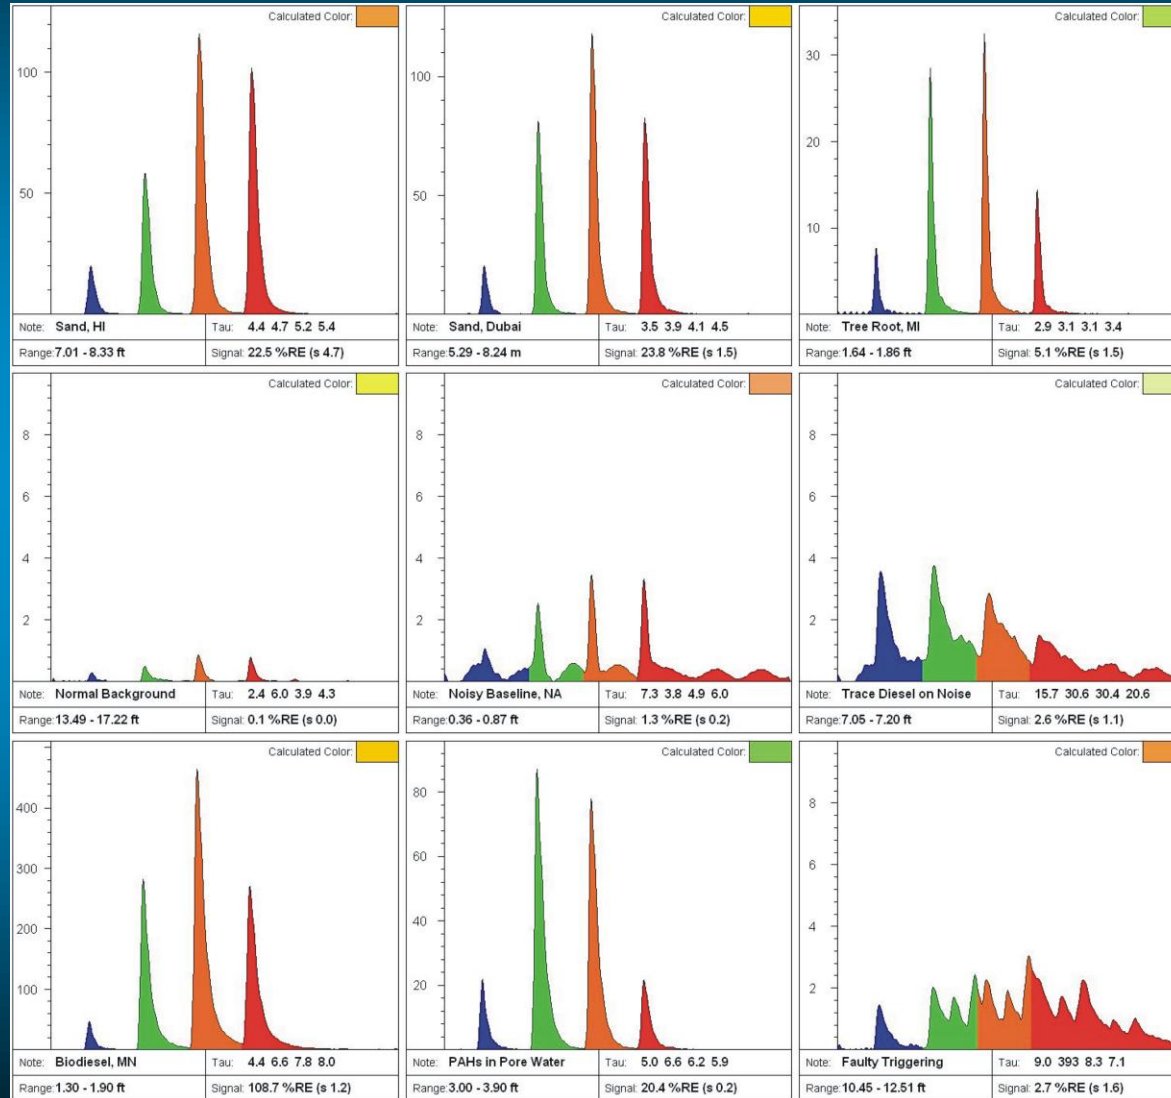 Calculated Color:
100
50
Note: Sand, HI Tau: 4.4 4.7 5.2 5.4
Range: 7.01 - 8.33 ft Signal: 22.5 %RE (s 4.7)
Calculated Color:
100
50
Note: Sand, Dubai Tau: 3.5 3.9 4.1 4.5
Range: 5.29 - 8.24 m Signal: 23.8 %RE (s 1.5)
Calculated Color:
30
20
10
Note: Tree Root, MI Tau: 2.9 3.1 3.1 3.4
Range: 1.64 - 1.86 ft Signal: 5.1 %RE (s 1.5)
Calculated Color:
8
6
4
2
Note: Normal Background Tau: 2.4 6.0 3.9 4.3
Range: 13.49 - 17.22 ft Signal: 0.1 %RE (s 0.0)
Calculated Color:
8
6
4
2
Note: Noisy Baseline, NA Tau: 7.3 3.8 4.9 6.0
Range: 0.36 - 0.87 ft Signal: 1.3 %RE (s 0.2)
Calculated Color:
8
6
4
2
Note: Trace Diesel on Noise Tau: 15.7 30.6 30.4 20.6
Range: 7.05 - 7.20 ft Signal: 2.6 %RE (s 1.1)
Calculated Color:
400
300
200
100
Note: Biodiesel, MN Tau: 4.4 6.6 7.8 8.0
Range: 1.30 - 1.90 ft Signal: 108.7 %RE (s 1.2)
Calculated Color:
80
60
40
20
Note: PAHs in Pore Water Tau: 5.0 6.6 6.2 5.9
Range: 3.00 - 3.90 ft Signal: 20.4 %RE (s 0.2)
Calculated Color:
8
6
4
2
Note: Faulty Triggering Tau: 9.0 393 8.3 7.1
Range: 10.45 - 12.51 ft Signal: 2.7 %RE (s 1.6)